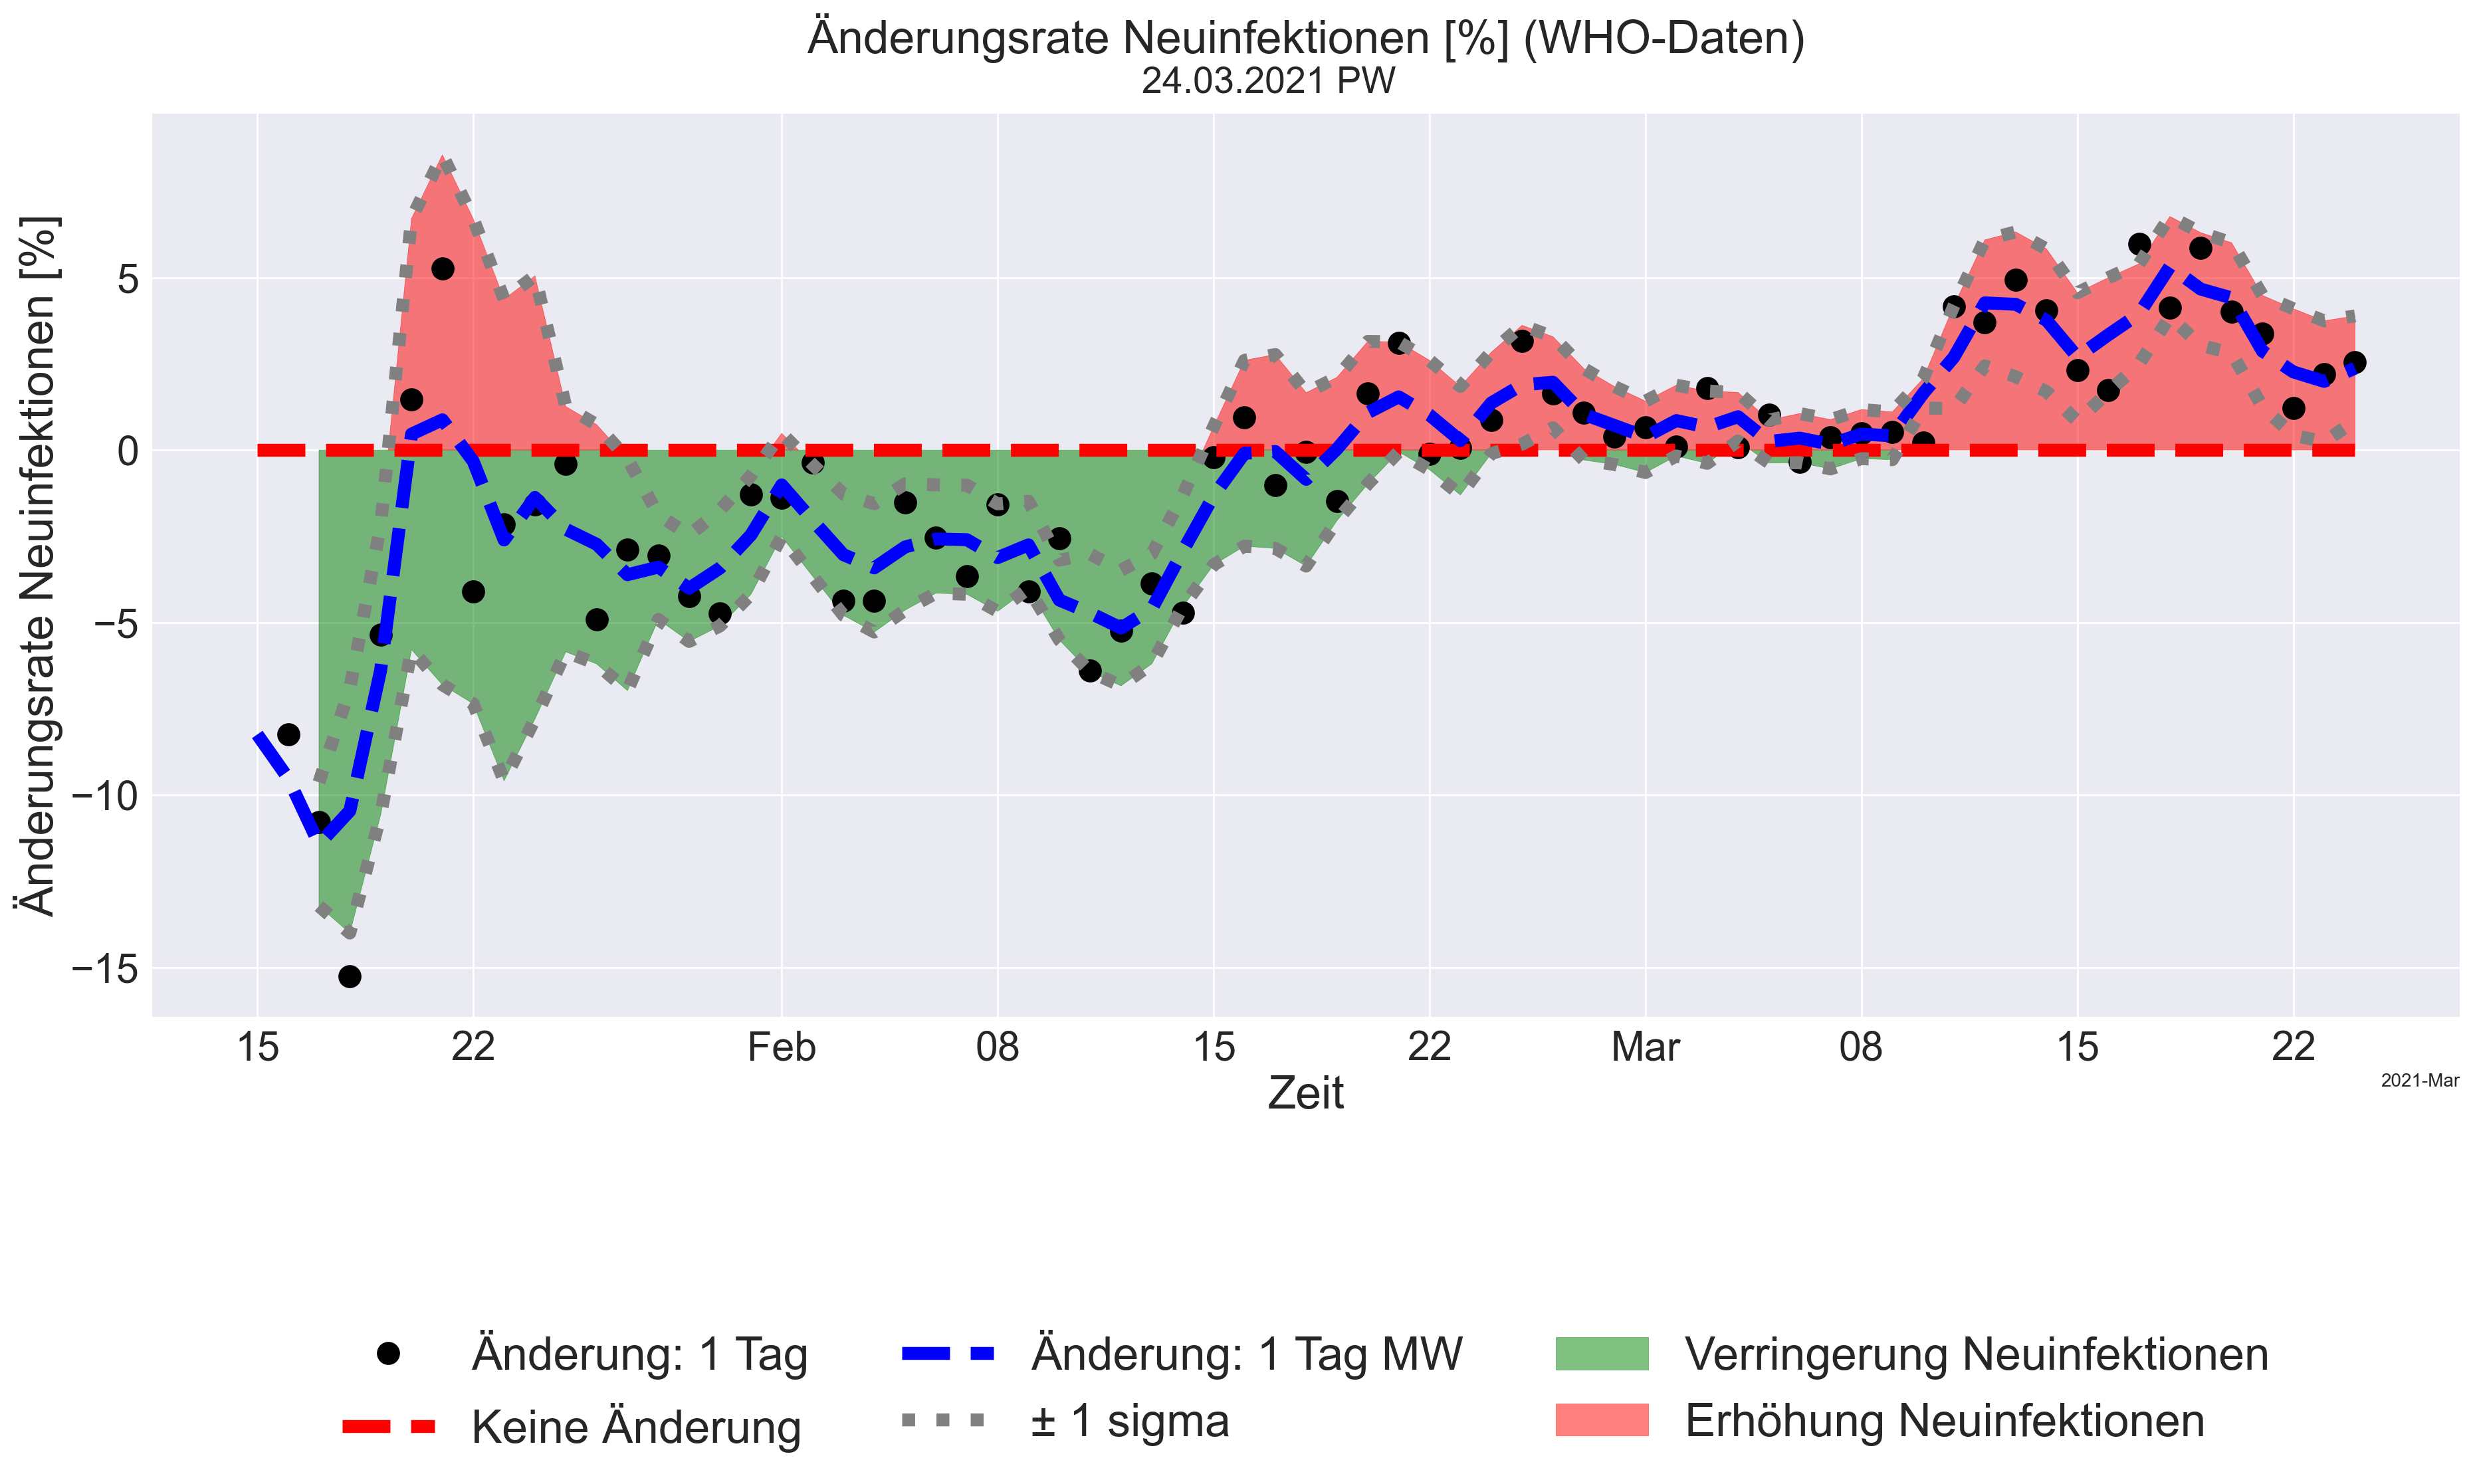 Änderungsrate Neuinfektionen [%] (WHO-Daten)
24.03.2021 PW
Änderungsrate Neuinfektionen [%]
5
0
−5
−10
−15
15 22 Feb 08 15 22 Mar 08 15 22
Zeit
2021-Mar
Änderung: 1 Tag
Keine Änderung
Änderung: 1 Tag MW
± 1 sigma
Verringerung Neuinfektionen
Erhöhung Neuinfektionen